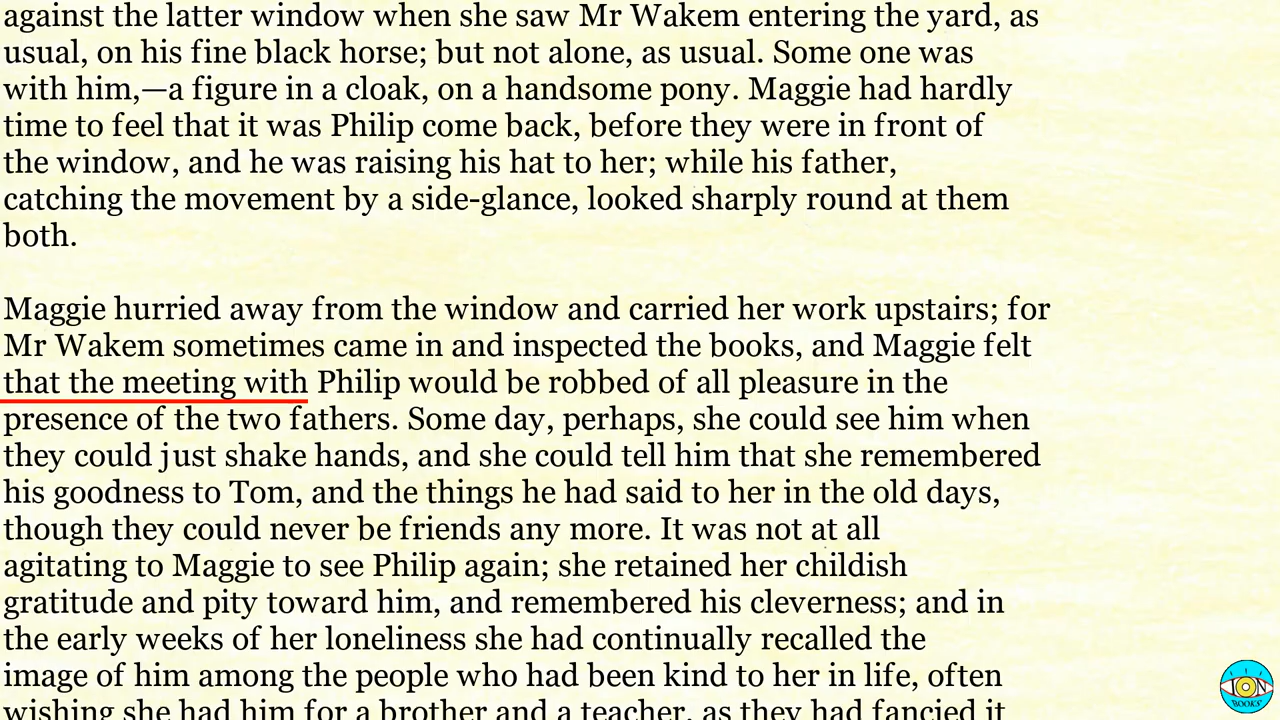 against the latter window when she saw Mr Wakem entering the yard, as
usual, on his fine black horse; but not alone, as usual. Some one was
with him,—a figure in a cloak, on a handsome pony. Maggie had hardly
time to feel that it was Philip come back, before they were in front of
the window, and he was raising his hat to her; while his father,
catching the movement by a side-glance, looked sharply round at them
both.
Maggie hurried away from the window and carried her work upstairs; for
Mr Wakem sometimes came in and inspected the books, and Maggie felt
that the meeting with Philip would be robbed of all pleasure in the
presence of the two fathers. Some day, perhaps, she could see him when
they could just shake hands, and she could tell him that she remembered
his goodness to Tom, and the things he had said to her in the old days,
though they could never be friends any more. It was not at all
agitating to Maggie to see Philip again; she retained her childish
gratitude and pity toward him, and remembered his cleverness; and in
the early weeks of her loneliness she had continually recalled the
image of him among the people who had been kind to her in life, often
wishing she had him for a brother and a teacher, as they had fancied it
ION
BOOKS